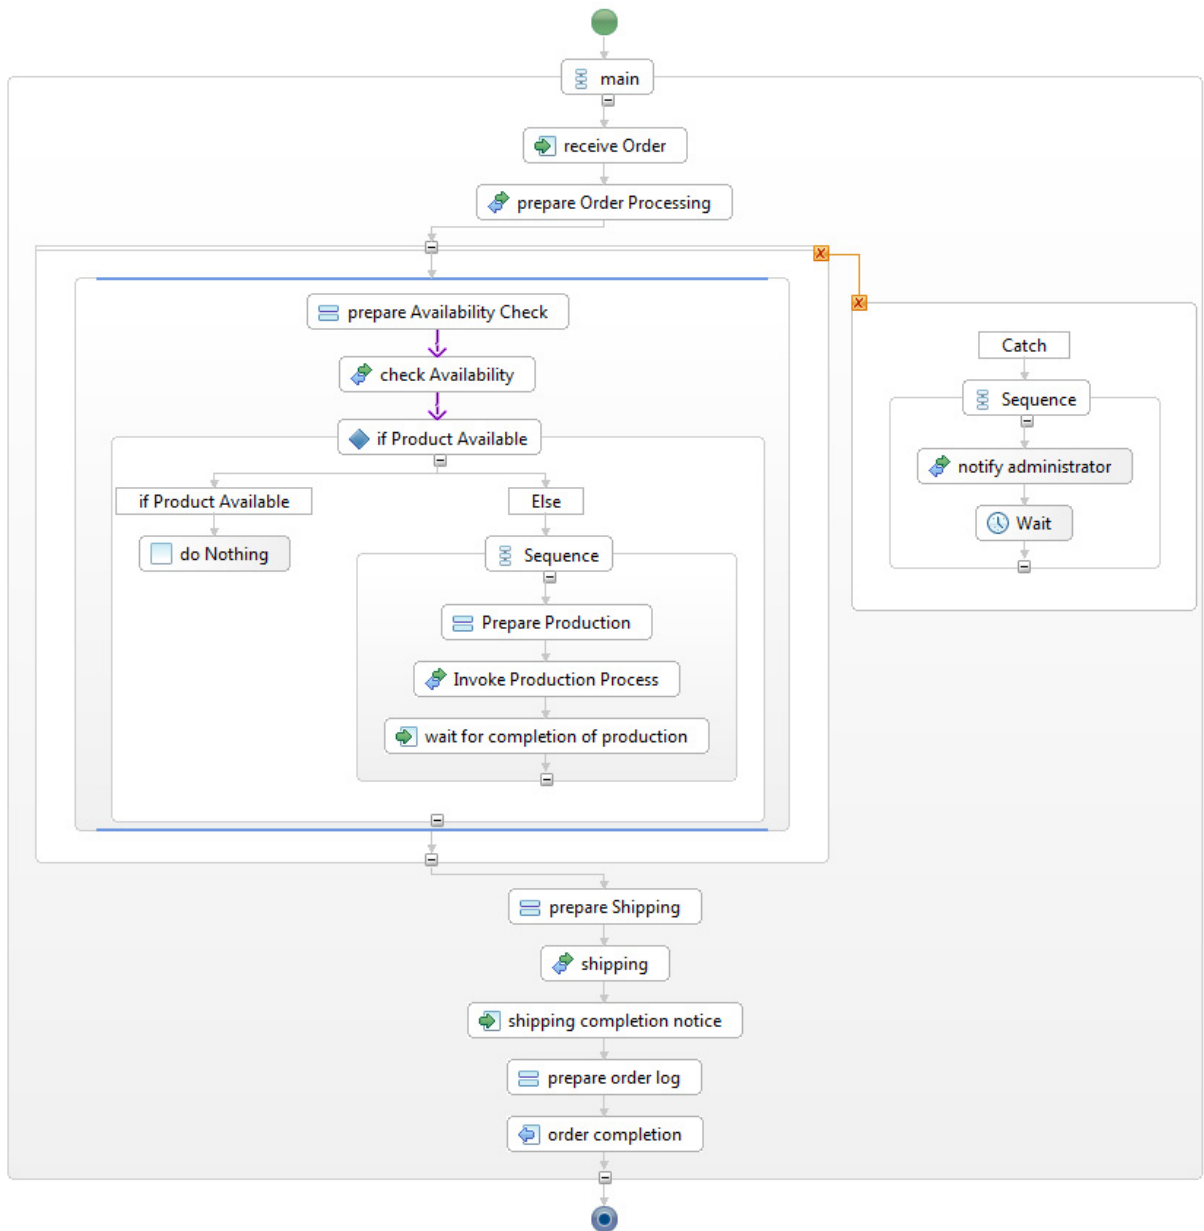 main
receive Order
prepare Order Processing
X
prepare Availability Check
check Availability
if Product Available
if Product Available
Else
do Nothing
Sequence
Prepare Production
Invoke Production Process
wait for completion of production
X
Catch
Sequence
notify administrator
Wait
prepare Shipping
shipping
shipping completion notice
prepare order log
order completion